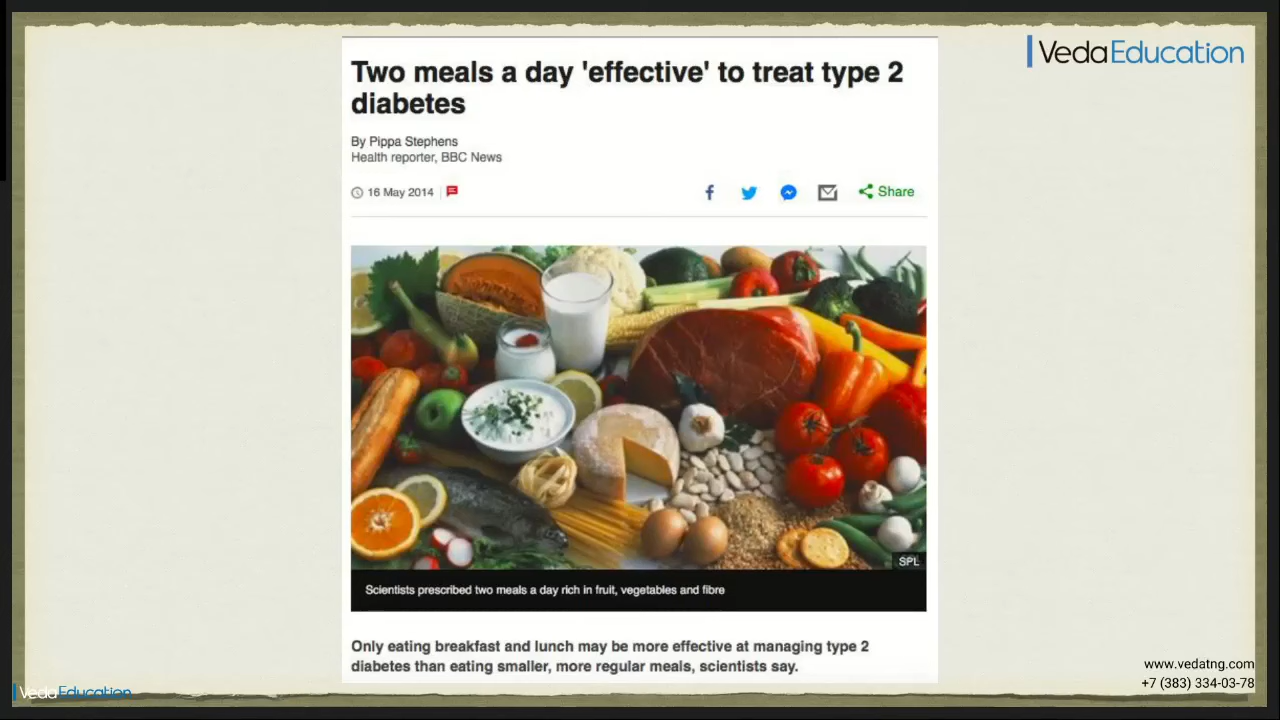 VedaEducation
Two meals a day 'effective' to treat type 2
diabetes
By Pippa Stephens
Health reporter, BBC News
16 May 2014
Share
SPL
Scientists prescribed two meals a day rich in fruit, vegetables and fibre
Only eating breakfast and lunch may be more effective at managing type 2
diabetes than eating smaller, more regular meals, scientists say.
www.vedatng.com
+7 (383) 334-03-78
VedaEducation